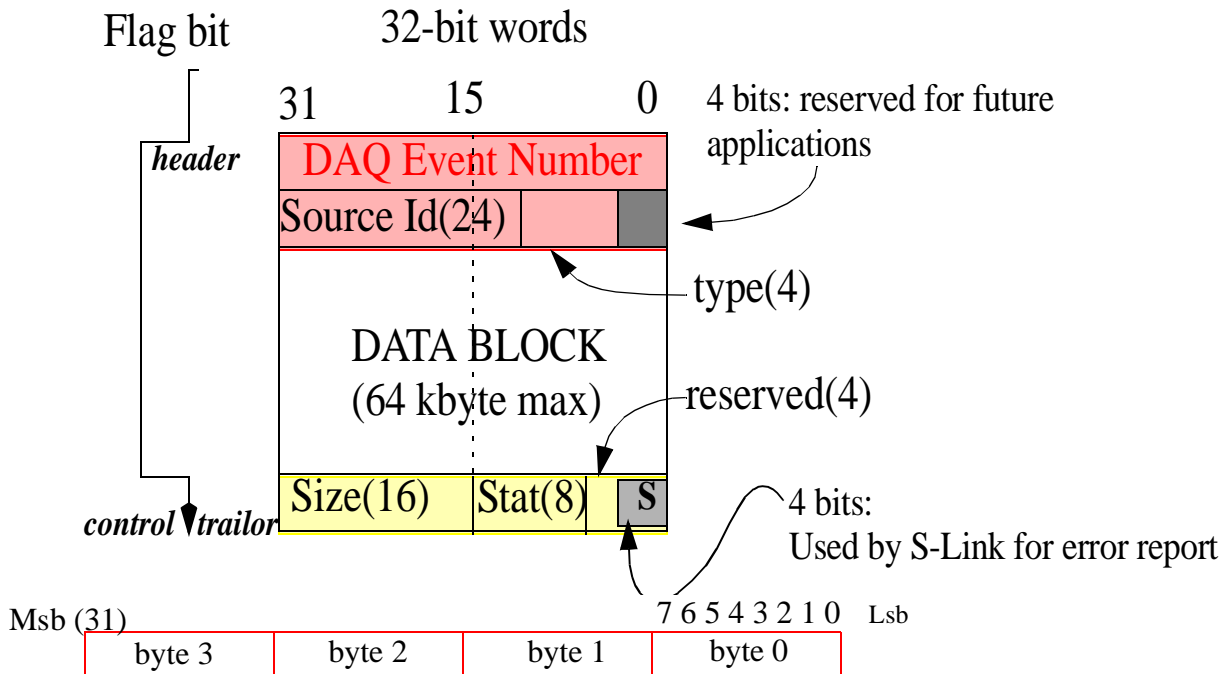 Flag bit
32-bit words
31 15 0
4 bits: reserved for future
applications
header
DAQ Event Number
Source Id(24)
type(4)
DATA BLOCK
(64 kbyte max)
reserved(4)
Size(16) Stat(8) S
control trailor
4 bits:
Used by S-Link for error report
Msb (31) 7 6 5 4 3 2 1 0 Lsb
byte 3 byte 2 byte 1 byte 0